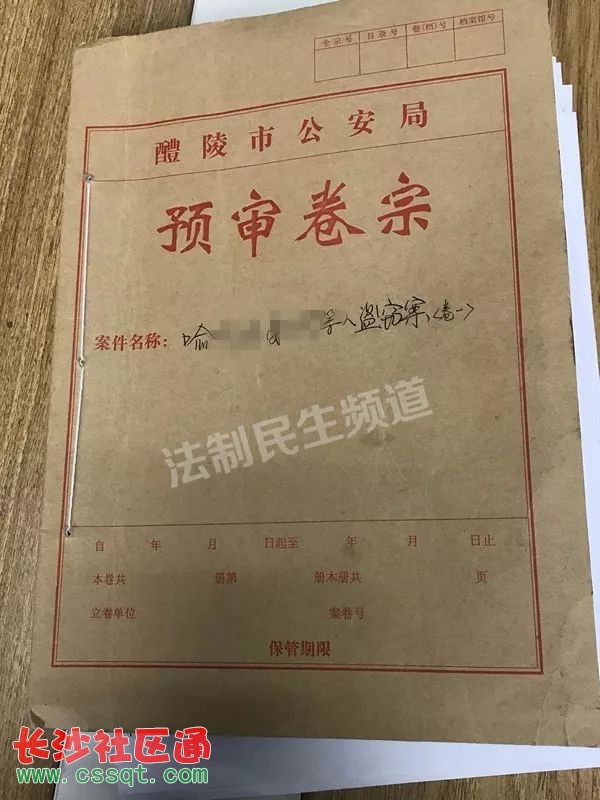 全宗号 目录号 卷(档)号 档案馆号
醴陵市公安局
预审卷宗
案件名称： 哈 等人盗窃案(卷一)
法制民生频道
自 年 月 日起至 年 月 日止
本卷共 册第 册本册共 页
立卷单位 案卷号
保管期限
长沙社区通
www.cssqt.com